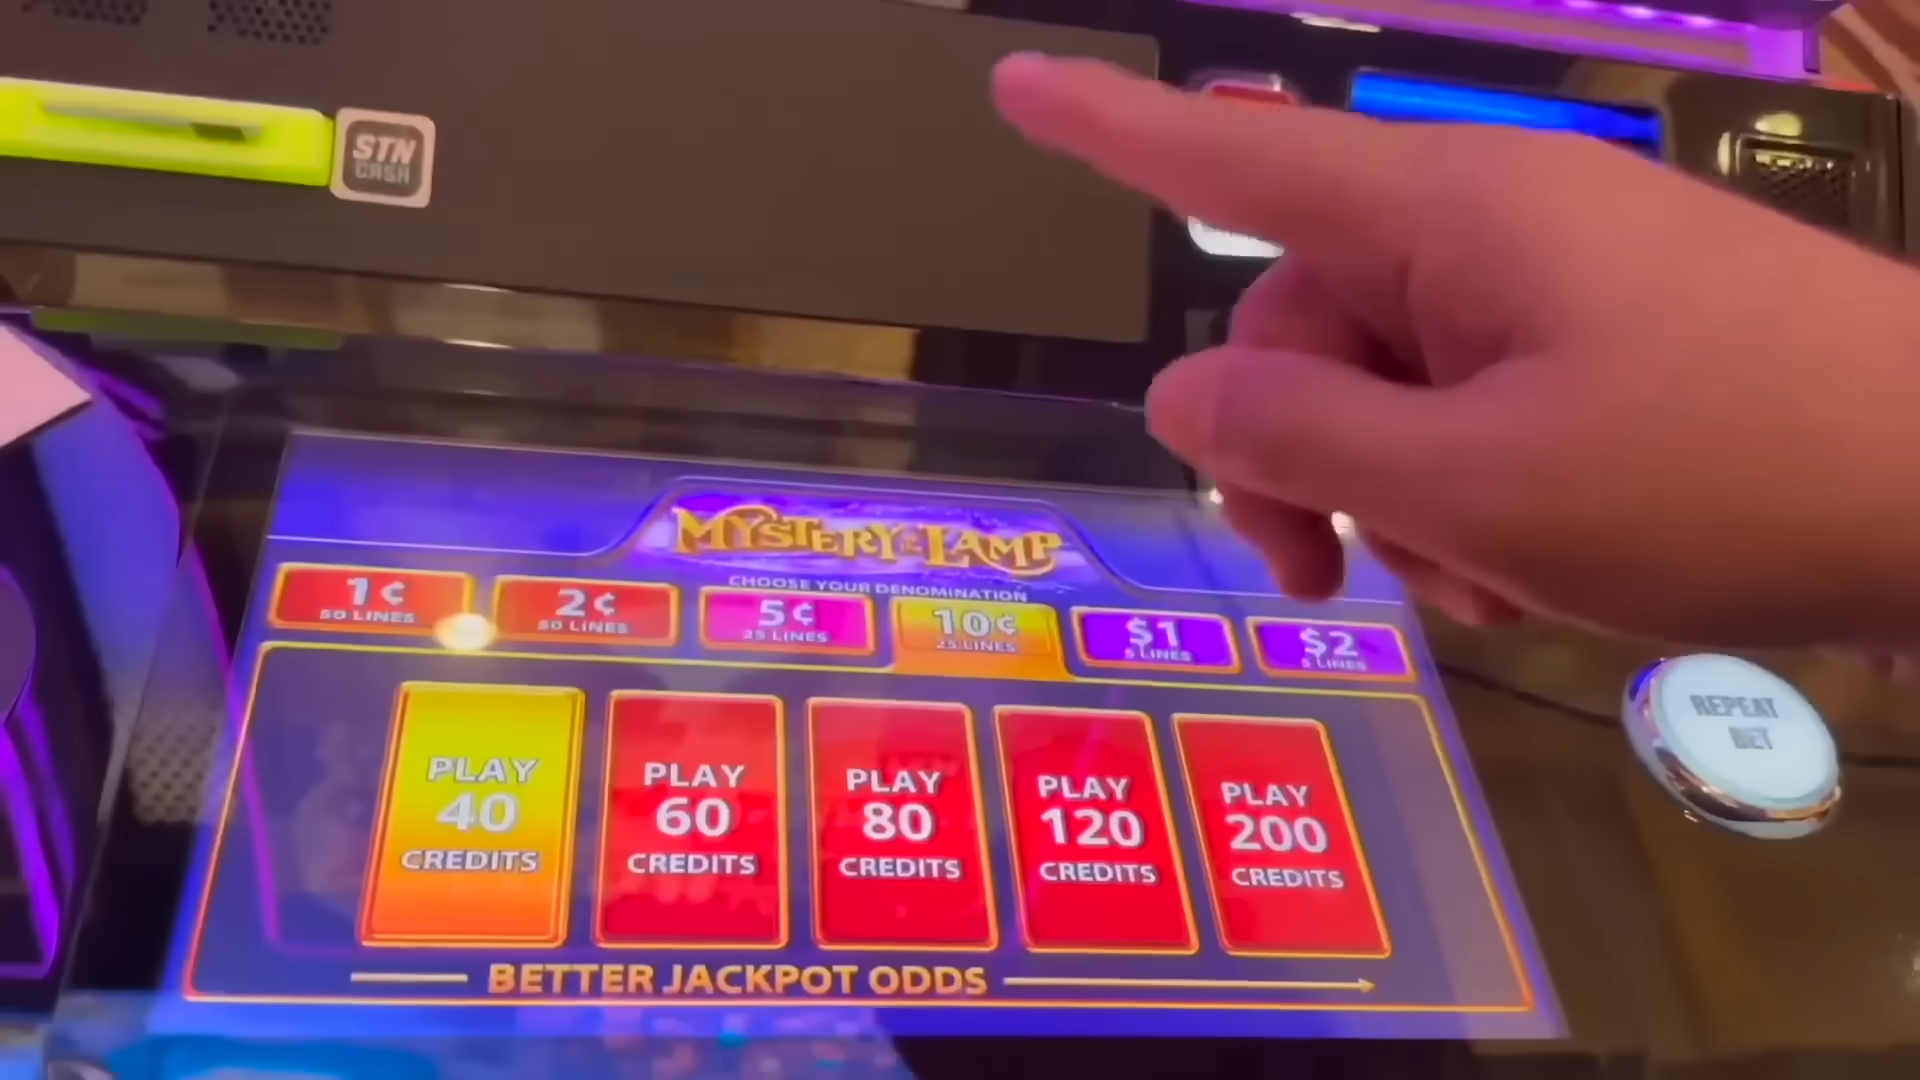 STN
CASH
MYSTERY OF THE LAMP
CHOOSE YOUR DENOMINATION
1¢
50 LINES
2¢
50 LINES
5¢
25 LINES
10¢
25 LINES
$1
5 LINES
$2
5 LINES
PLAY
40
CREDITS
PLAY
60
CREDITS
PLAY
80
CREDITS
PLAY
120
CREDITS
PLAY
200
CREDITS
BETTER JACKPOT ODDS
REPEAT
BET